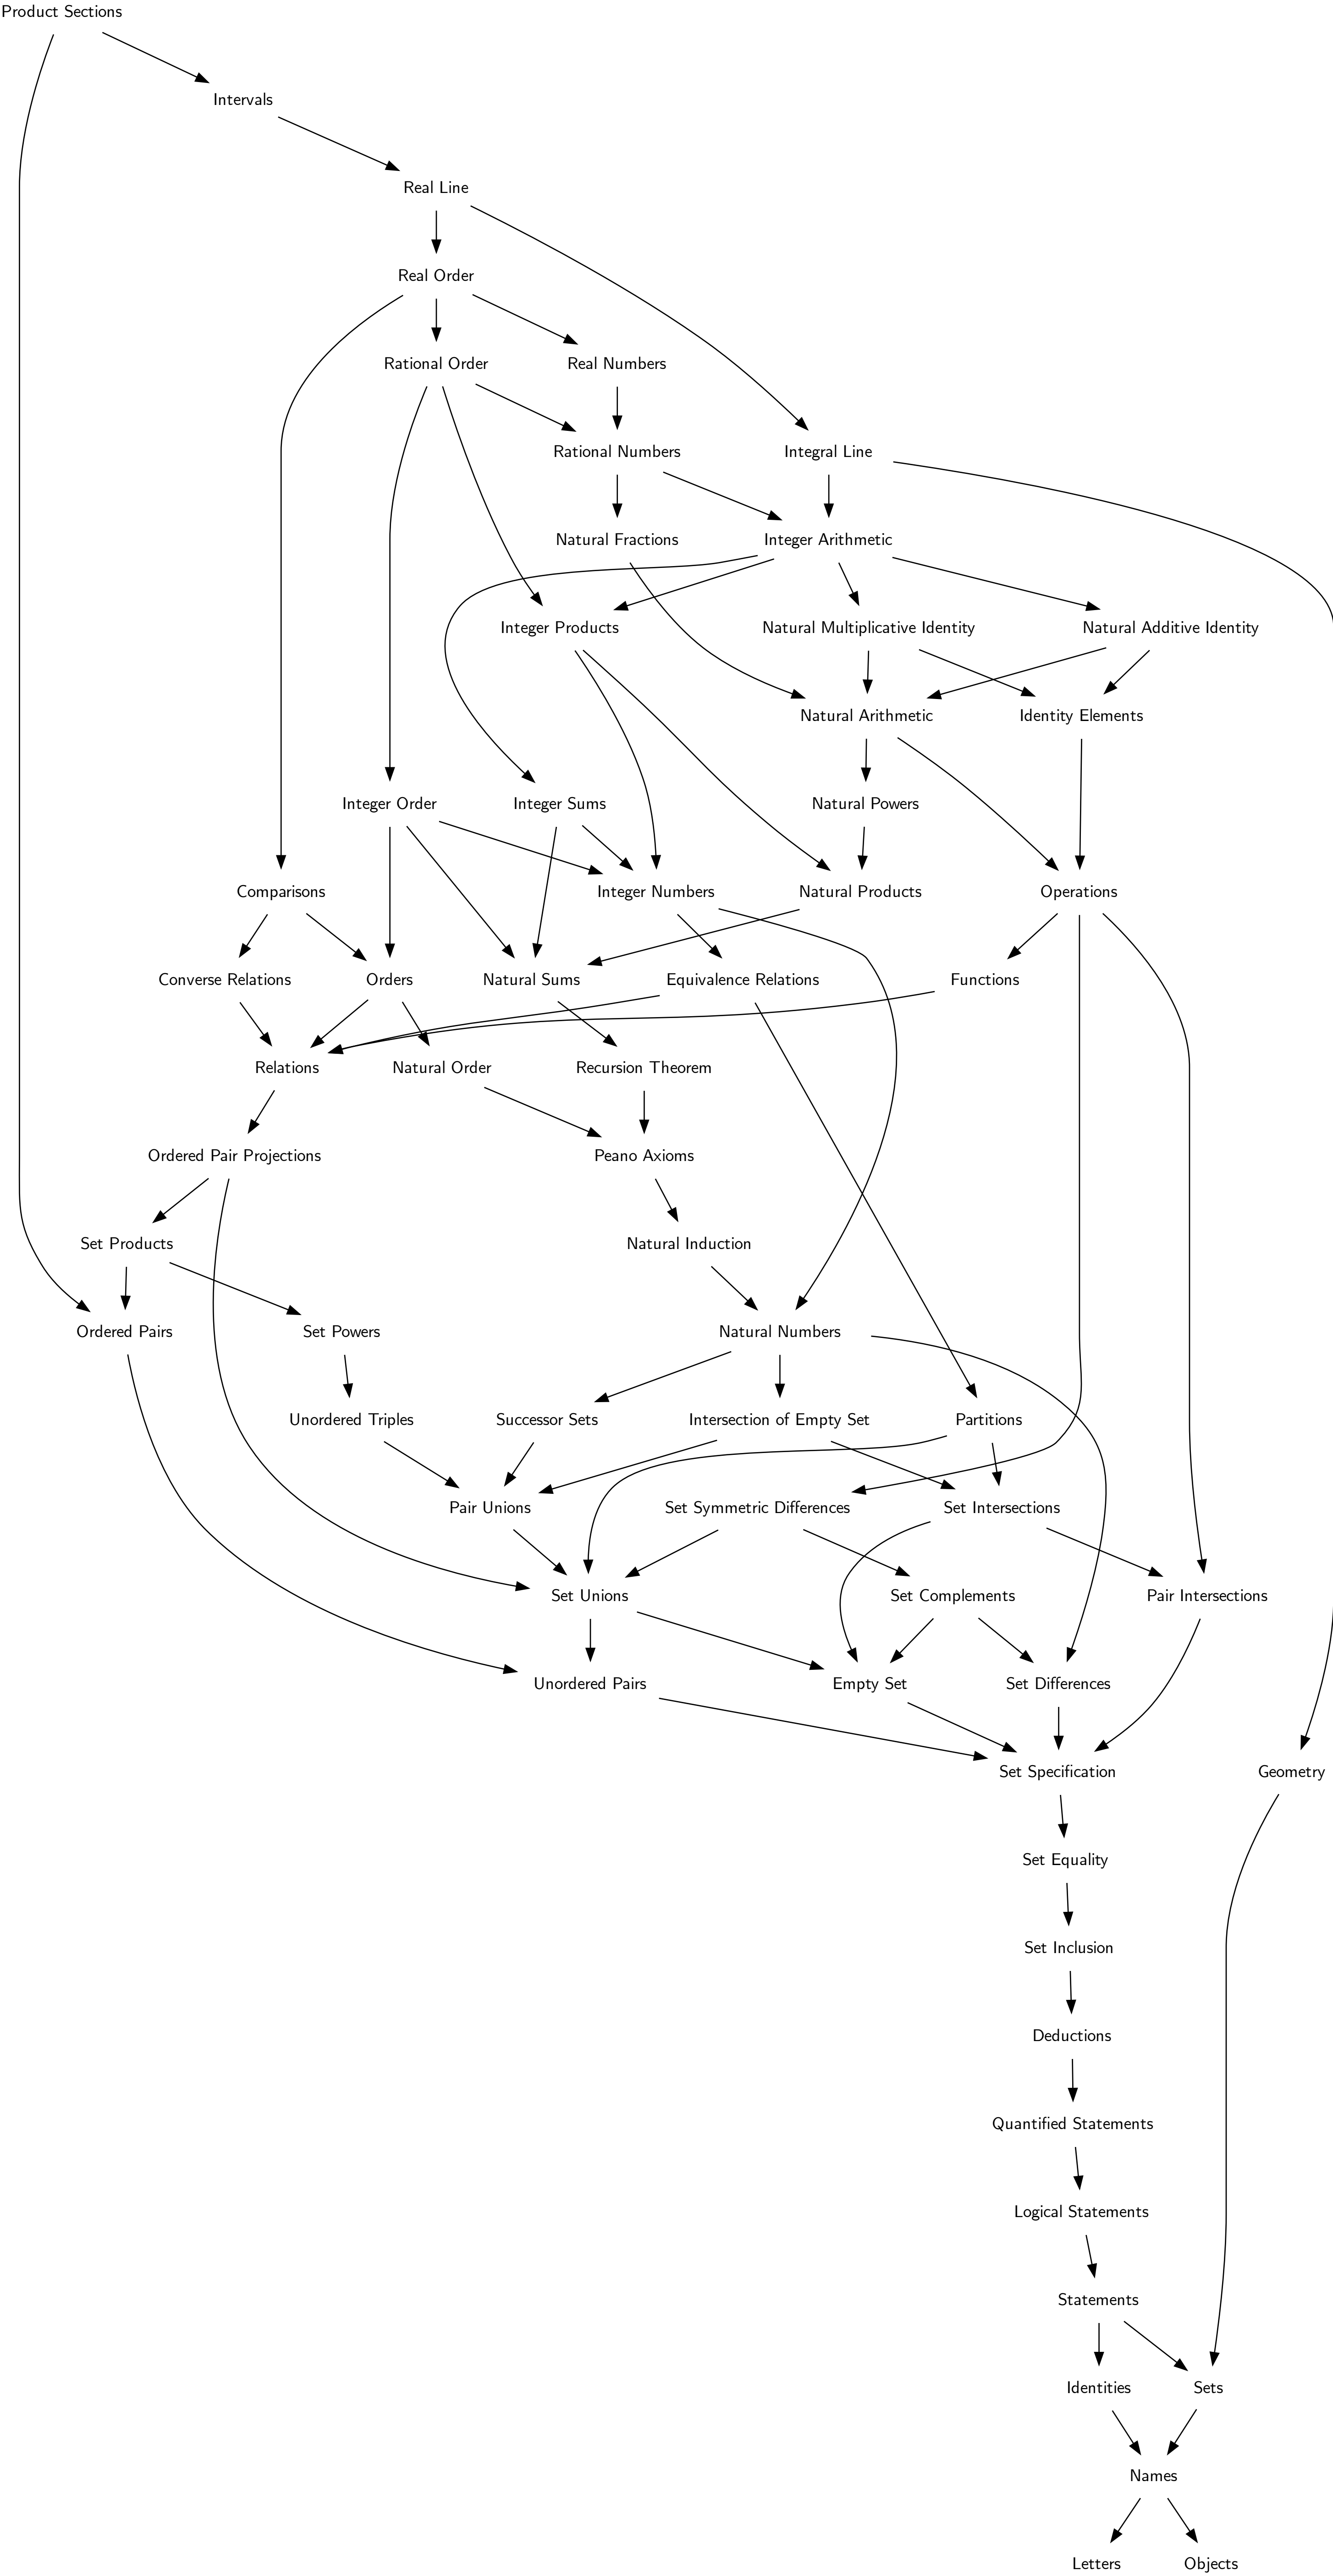 Product Sections
Intervals
Real Line
Real Order
Rational Order
Real Numbers
Rational Numbers
Integral Line
Natural Fractions
Integer Arithmetic
Integer Products
Natural Multiplicative Identity
Natural Additive Identity
Natural Arithmetic
Identity Elements
Integer Order
Integer Sums
Natural Powers
Comparisons
Integer Numbers
Natural Products
Operations
Converse Relations
Orders
Natural Sums
Equivalence Relations
Functions
Relations
Natural Order
Recursion Theorem
Ordered Pair Projections
Peano Axioms
Set Products
Natural Induction
Ordered Pairs
Set Powers
Natural Numbers
Unordered Triples
Successor Sets
Intersection of Empty Set
Partitions
Pair Unions
Set Symmetric Differences
Set Intersections
Set Unions
Set Complements
Pair Intersections
Unordered Pairs
Empty Set
Set Differences
Set Specification
Geometry
Set Equality
Set Inclusion
Deductions
Quantified Statements
Logical Statements
Statements
Identities
Sets
Names
Letters
Objects